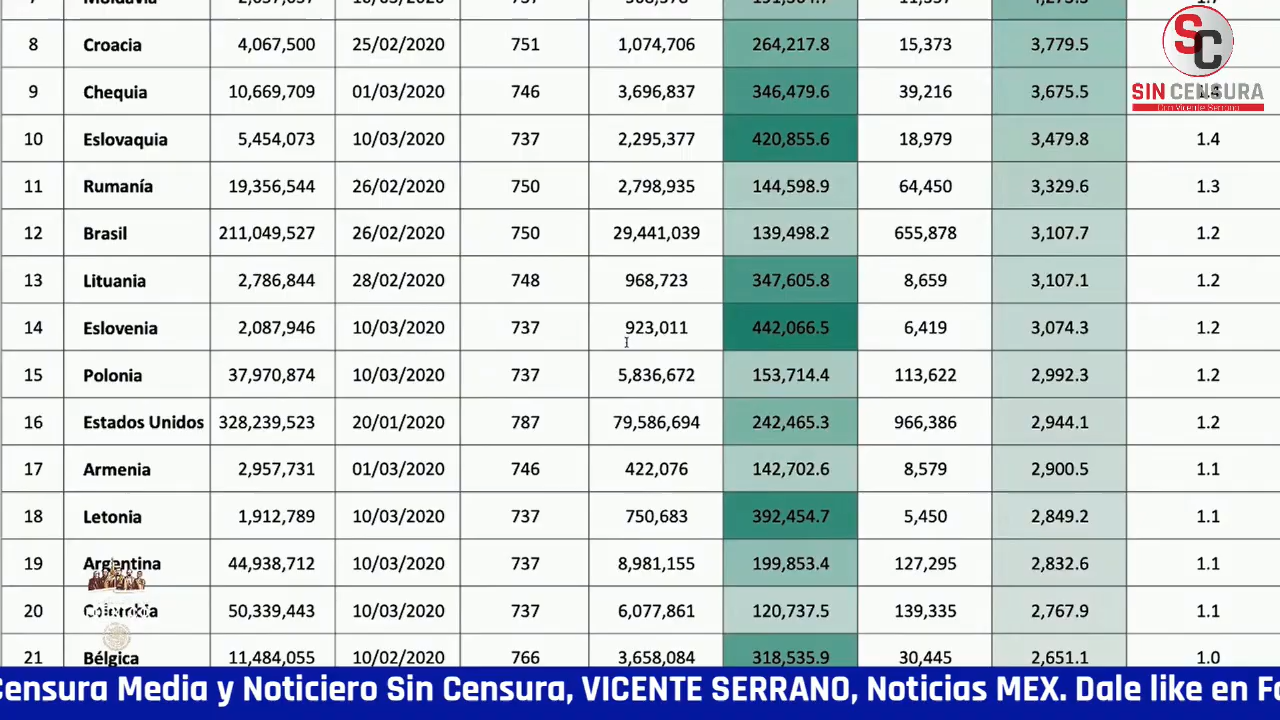 Moldavia
8 Croacia 4,067,500 25/02/2020 751 1,074,706 264,217.8 15,373 3,779.5
9 Chequia 10,669,709 01/03/2020 746 3,696,837 346,479.6 39,216 3,675.5
10 Eslovaquia 5,454,073 10/03/2020 737 2,295,377 420,855.6 18,979 3,479.8 1.4
11 Rumanía 19,356,544 26/02/2020 750 2,798,935 144,598.9 64,450 3,329.6 1.3
12 Brasil 211,049,527 26/02/2020 750 29,441,039 139,498.2 655,878 3,107.7 1.2
13 Lituania 2,786,844 28/02/2020 748 968,723 347,605.8 8,659 3,107.1 1.2
14 Eslovenia 2,087,946 10/03/2020 737 923,011 442,066.5 6,419 3,074.3 1.2
15 Polonia 37,970,874 10/03/2020 737 5,836,672 153,714.4 113,622 2,992.3 1.2
16 Estados Unidos 328,239,523 20/01/2020 787 79,586,694 242,465.3 966,386 2,944.1 1.2
17 Armenia 2,957,731 01/03/2020 746 422,076 142,702.6 8,579 2,900.5 1.1
18 Letonia 1,912,789 10/03/2020 737 750,683 392,454.7 5,450 2,849.2 1.1
19 Argentina 44,938,712 10/03/2020 737 8,981,155 199,853.4 127,295 2,832.6 1.1
20 Colombia 50,339,443 10/03/2020 737 6,077,861 120,737.5 139,335 2,767.9 1.1
21 Bélgica 11,484,055 10/02/2020 766 3,658,084 318,535.9 30,445 2,651.1 1.0
SC
SIN CENSURA
Con Vicente Serrano
MÉXICO
Censura Media y Noticiero Sin Censura, VICENTE SERRANO, Noticias MEX. Dale like en Fa